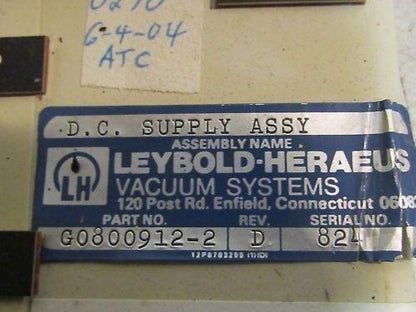 6-4-04
ATC
D.C. SUPPLY ASSY
ASSEMBLY NAME
LH
LEYBOLD-HERAEUS
VACUUM SYSTEMS
120 Post Rd. Enfield, Connecticut
PART NO. REV. SERIAL NO.
G0800912-2 D 824